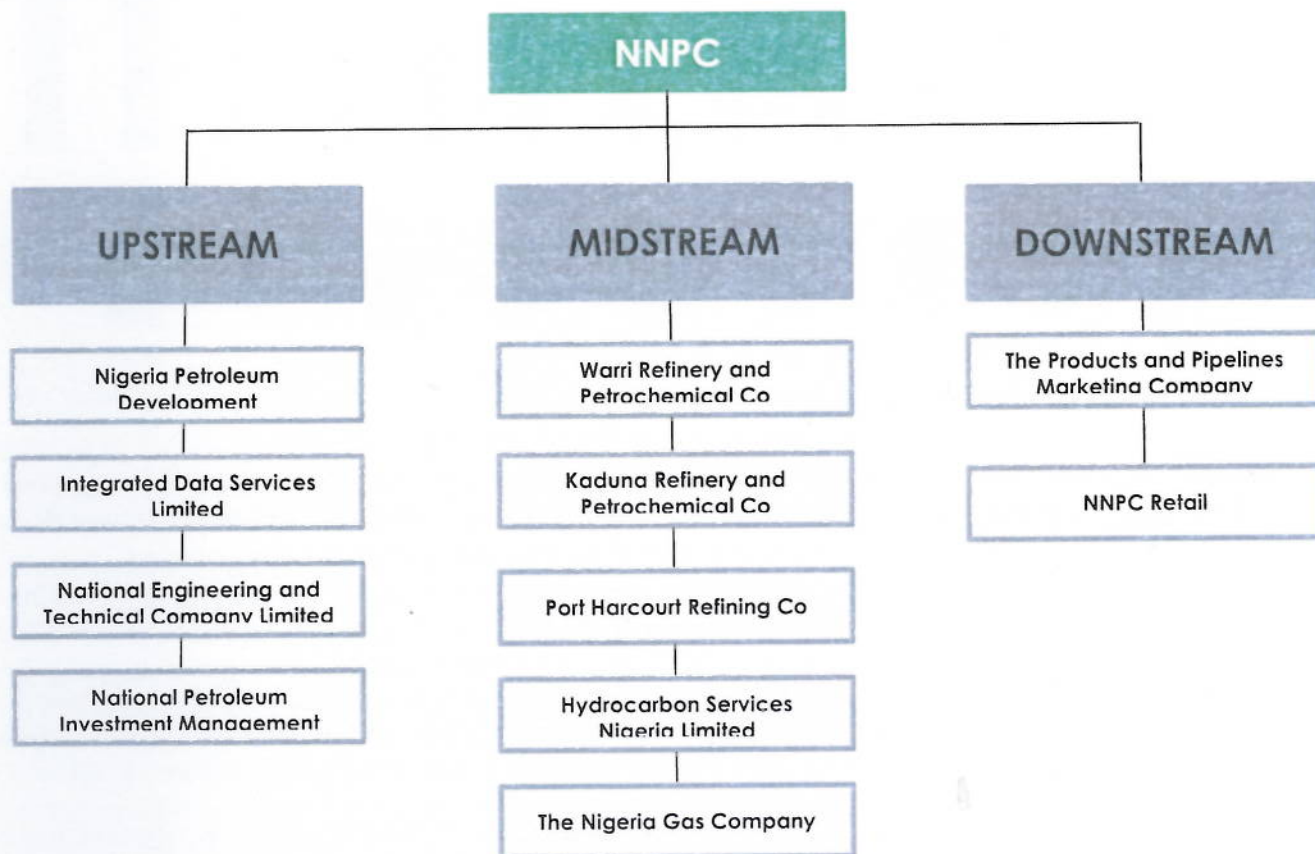 NNPC
UPSTREAM
Nigeria Petroleum
Development
Integrated Data Services
Limited
National Engineering and
Technical Company Limited
National Petroleum
Investment Management
MIDSTREAM
Warri Refinery and
Petrochemical Co
Kaduna Refinery and
Petrochemical Co
Port Harcourt Refining Co
Hydrocarbon Services
Nigeria Limited
The Nigeria Gas Company
DOWNSTREAM
The Products and Pipelines
Marketing Company
NNPC Retail